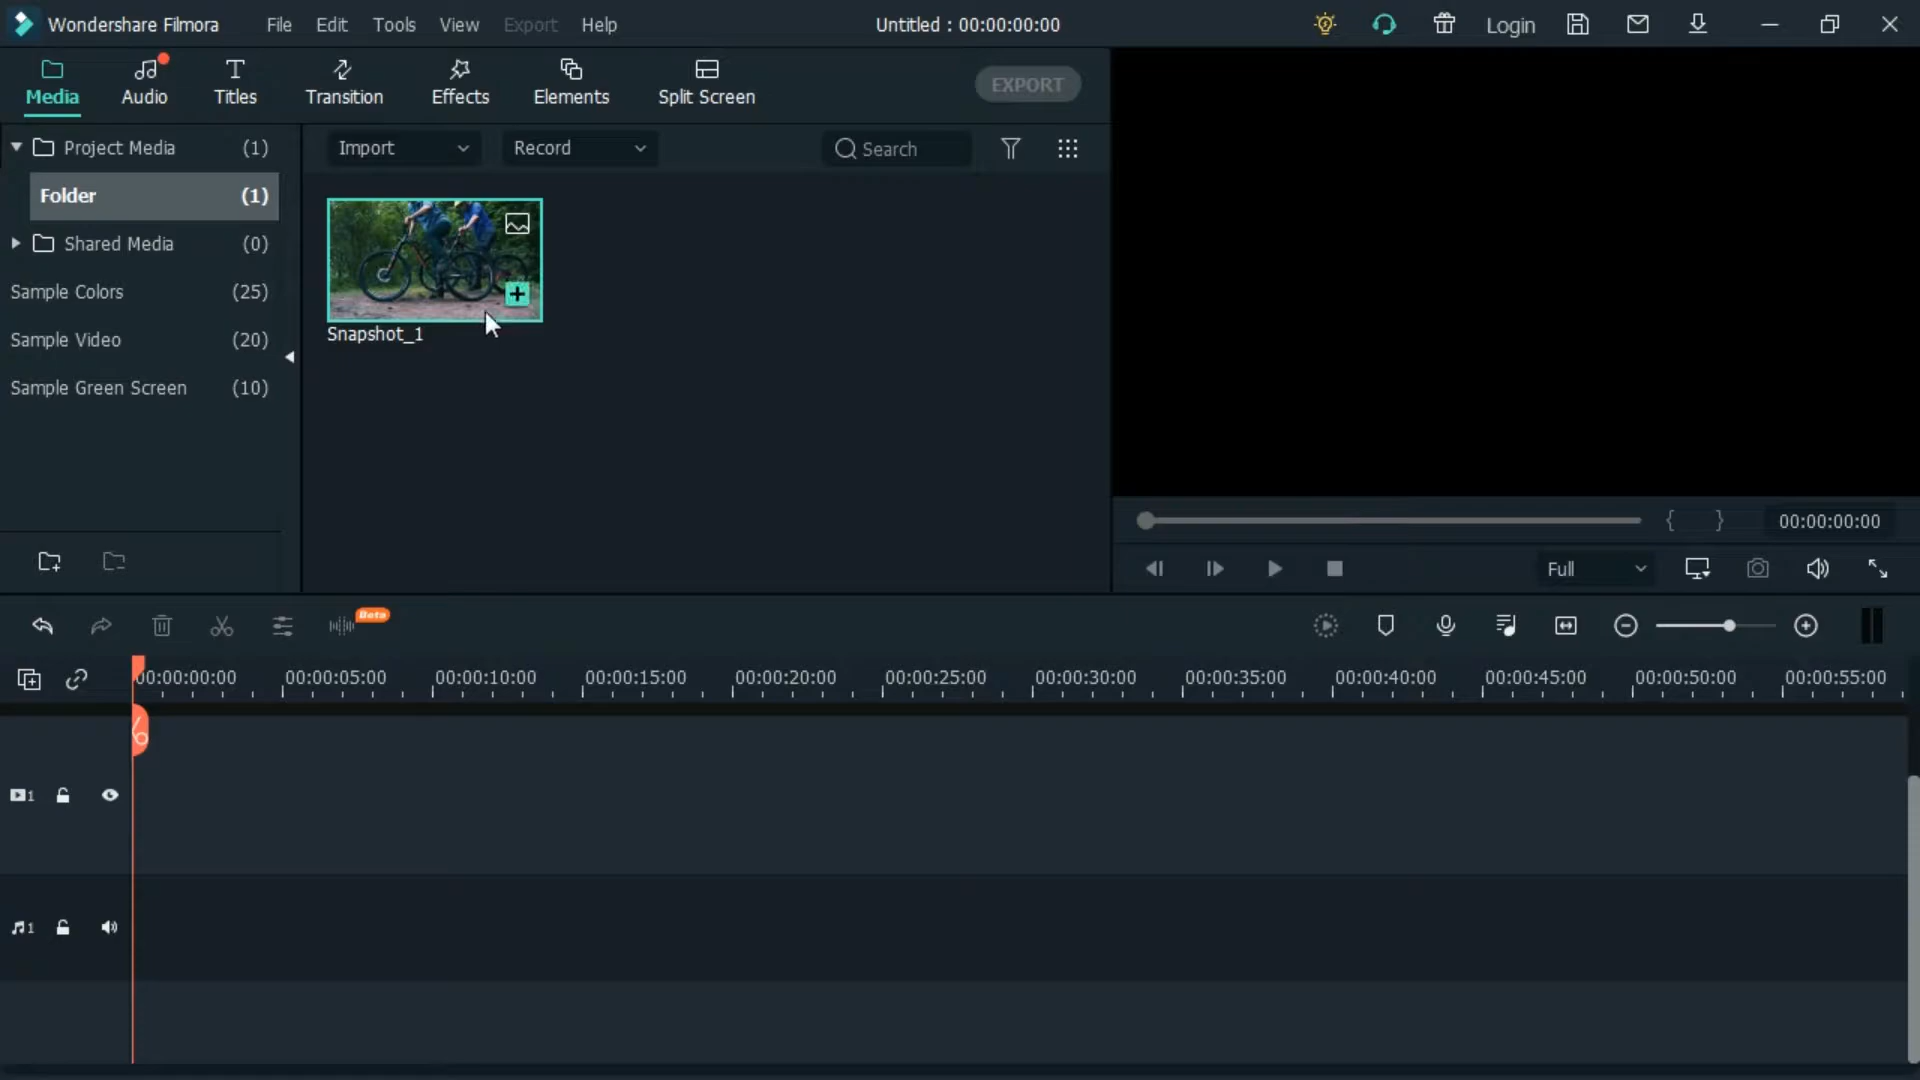 Wondershare Filmora File Edit Tools View Export Help Untitled : 00:00:00:00 Login
Media Audio Titles Transition Effects Elements Split Screen EXPORT
Project Media (1) Import Record Search
Folder (1)
Shared Media (0)
Sample Colors (25)
Sample Video (20)
Sample Green Screen (10)
Snapshot_1
00:00:00:00
Full
Beta
00:00:00:00 00:00:05:00 00:00:10:00 00:00:15:00 00:00:20:00 00:00:25:00 00:00:30:00 00:00:35:00 00:00:40:00 00:00:45:00 00:00:50:00 00:00:55:00
1
1